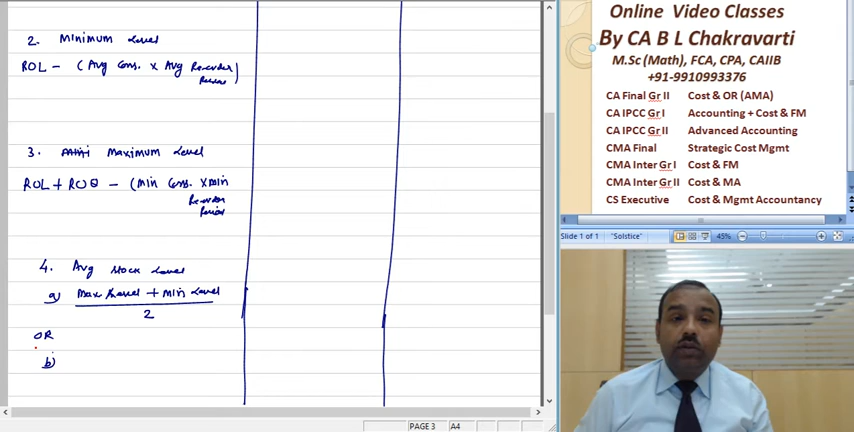 2. Minimum Level
ROL - (Avg Cons. x Avg Re-order Period)
3. Maximum Level
ROL + ROQ - (Min Cons. x Min Re-order Period
4. Avg Stock Level
a) Max Level + Min Level
2
OR
b)
PAGE 3 A4
Online Video Classes
By CA B L Chakravarti
M.Sc (Math), FCA, CPA, CAIIB
+91-9910993376
CA Final Gr II Cost & OR (AMA)
CA IPCC Gr I Accounting + Cost & FM
CA IPCC Gr II Advanced Accounting
CMA Final Strategic Cost Mgmt
CMA Inter Gr I Cost & FM
CMA Inter Gr II Cost & MA
CS Executive Cost & Mgmt Accountancy
Slide 1 of 1 "Solstice" 45%